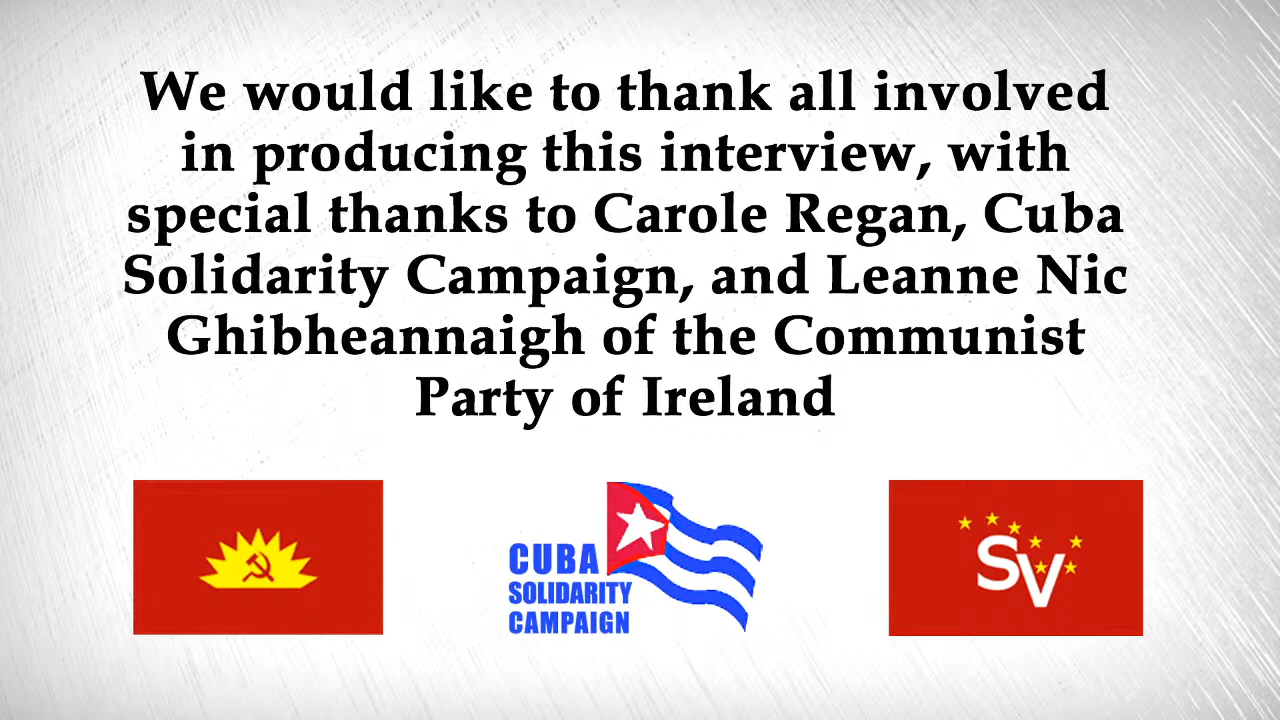 We would like to thank all involved
in producing this interview, with
special thanks to Carole Regan, Cuba
Solidarity Campaign, and Leanne Nic
Ghibheannaigh of the Communist
Party of Ireland
CUBA
SOLIDARITY
CAMPAIGN
SV